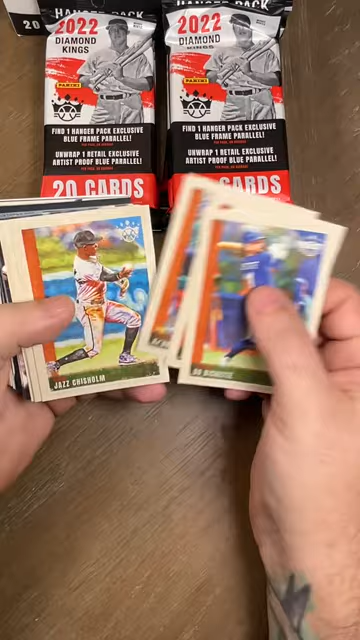 HANGER PACK
HANGER PACK
20
2022
DIAMOND
KINGS
PANINI
FIND 1 HANGER PACK EXCLUSIVE
BLUE FRAME PARALLEL!
UNWRAP 1 RETAIL EXCLUSIVE
ARTIST PROOF BLUE PARALLEL!
20 CARDS
2022
DIAMOND
KINGS
PANINI
FIND 1 HANGER PACK EXCLUSIVE
BLUE FRAME PARALLEL!
UNWRAP 1 RETAIL EXCLUSIVE
ARTIST PROOF BLUE PARALLEL!
CARDS
JAZZ CHISHOLM
BO BICHETTE